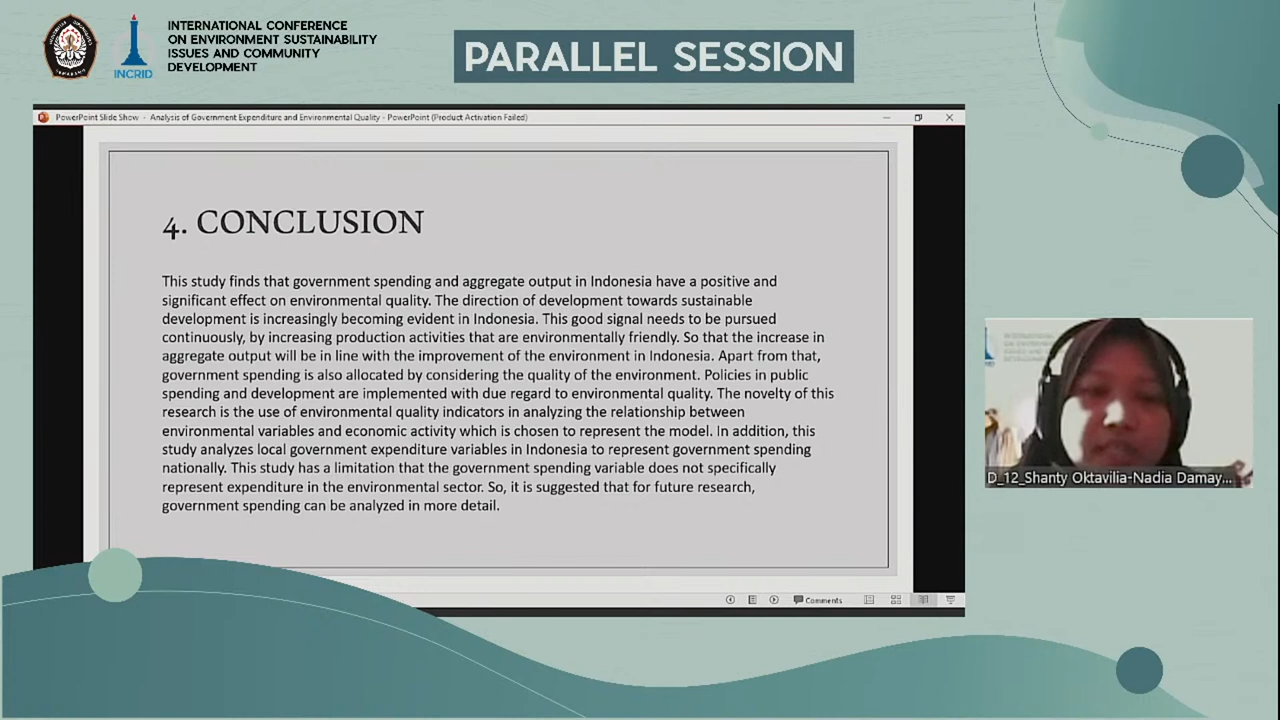 INTERNATIONAL CONFERENCE
ON ENVIRONMENT SUSTAINABILITY
ISSUES AND COMMUNITY
DEVELOPMENT
INCRID
PARALLEL SESSION
PowerPoint Slide Show - Analysis of Government Expenditure and Environmental Quality - PowerPoint (Product Activation Failed)
4. CONCLUSION
This study finds that government spending and aggregate output in Indonesia have a positive and
significant effect on environmental quality. The direction of development towards sustainable
development is increasingly becoming evident in Indonesia. This good signal needs to be pursued
continuously, by increasing production activities that are environmentally friendly. So that the increase in
aggregate output will be in line with the improvement of the environment in Indonesia. Apart from that,
government spending is also allocated by considering the quality of the environment. Policies in public
spending and development are implemented with due regard to environmental quality. The novelty of this
research is the use of environmental quality indicators in analyzing the relationship between
environmental variables and economic activity which is chosen to represent the model. In addition, this
study analyzes local government expenditure variables in Indonesia to represent government spending
nationally. This study has a limitation that the government spending variable does not specifically
represent expenditure in the environmental sector. So, it is suggested that for future research,
government spending can be analyzed in more detail.
Comments
D_12_Shanty Oktavilia-Nadia Damay...